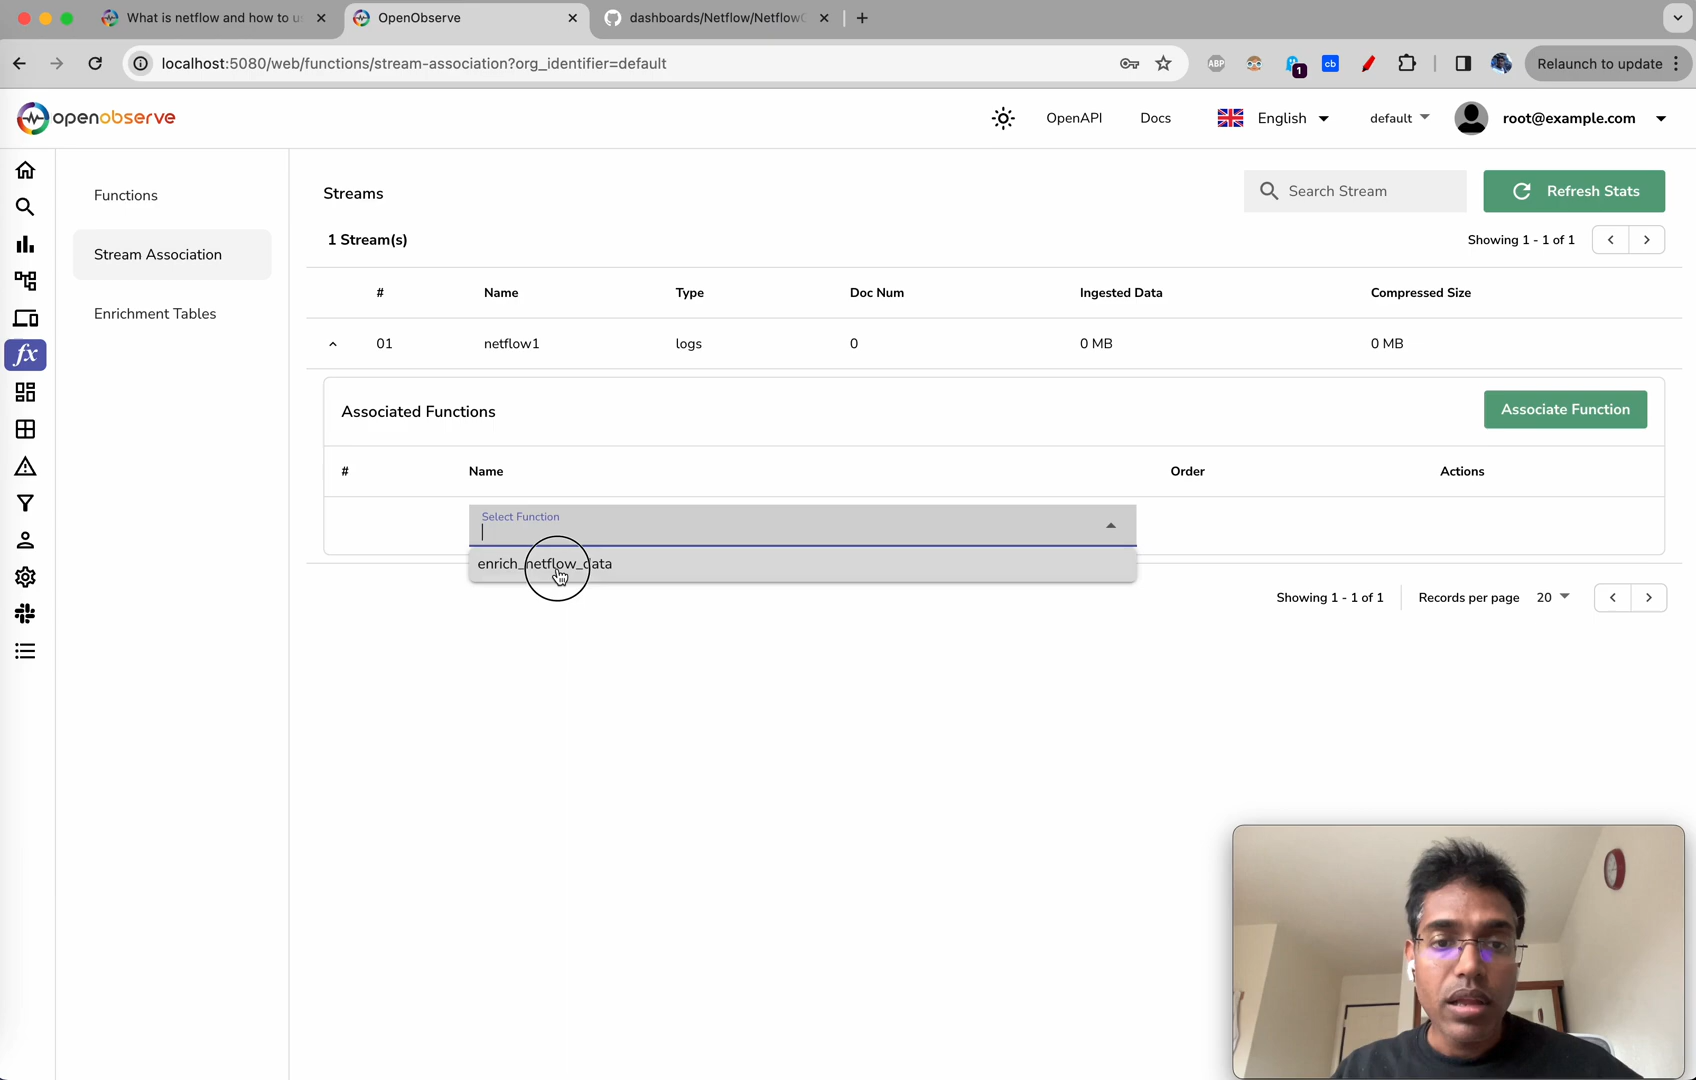 What is netflow and how to u
OpenObserve
dashboards/Netflow/Netflow
localhost:5080/web/functions/stream-association?org_identifier=default
ABP
1
cb
Relaunch to update
openobserve
OpenAPI
Docs
English
default
root@example.com
fx
Functions
Stream Association
Enrichment Tables
Streams
Search Stream
Refresh Stats
1 Stream(s)
Showing 1 - 1 of 1
# Name Type Doc Num Ingested Data Compressed Size
01 netflow1 logs 0 0 MB 0 MB
Associated Functions
Associate Function
# Name Order Actions
Select Function
enrich_netflow_data
Showing 1 - 1 of 1
Records per page 20